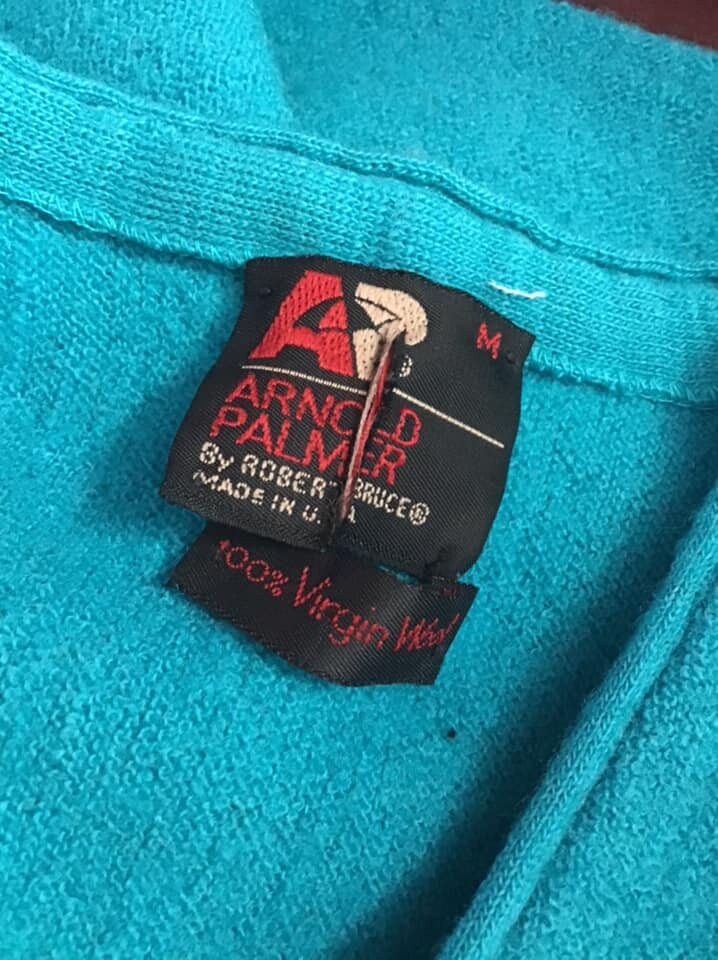 AP
M
ARNOLD
PALMER
By ROBERT BRUCE®
MADE IN U.S.A
100% Virgin Wool